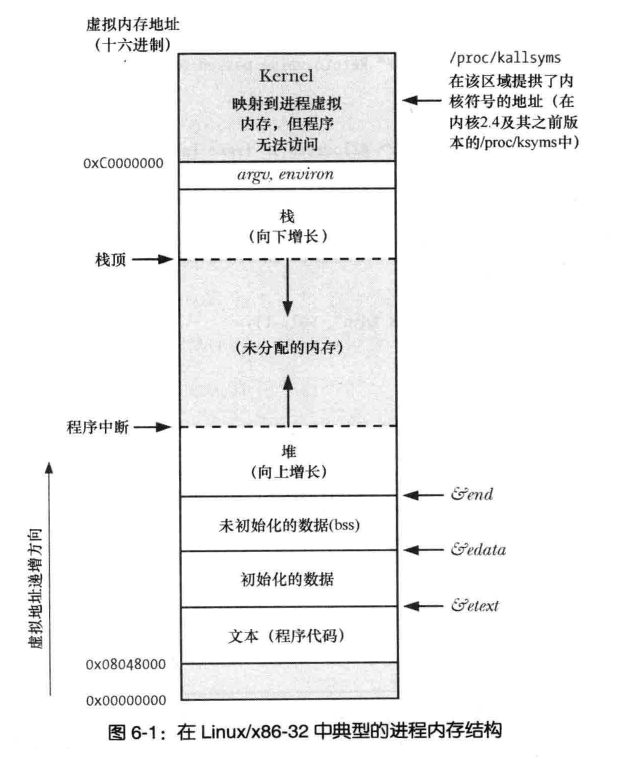 虚拟内存地址
（十六进制）
/proc/kallsyms
在该区域提供了内
核符号的地址（在
内核2.4及其之前版
本的/proc/ksyms中）
Kernel
映射到进程虚拟
内存，但程序
无法访问
0xC0000000
argv, environ
栈
（向下增长）
栈顶
（未分配的内存）
程序中断
堆
（向上增长）
&end
未初始化的数据(bss)
&edata
初始化的数据
&etext
文本（程序代码）
0x08048000
0x00000000
虚拟地址递增方向
图 6-1：在 Linux/x86-32 中典型的进程内存结构